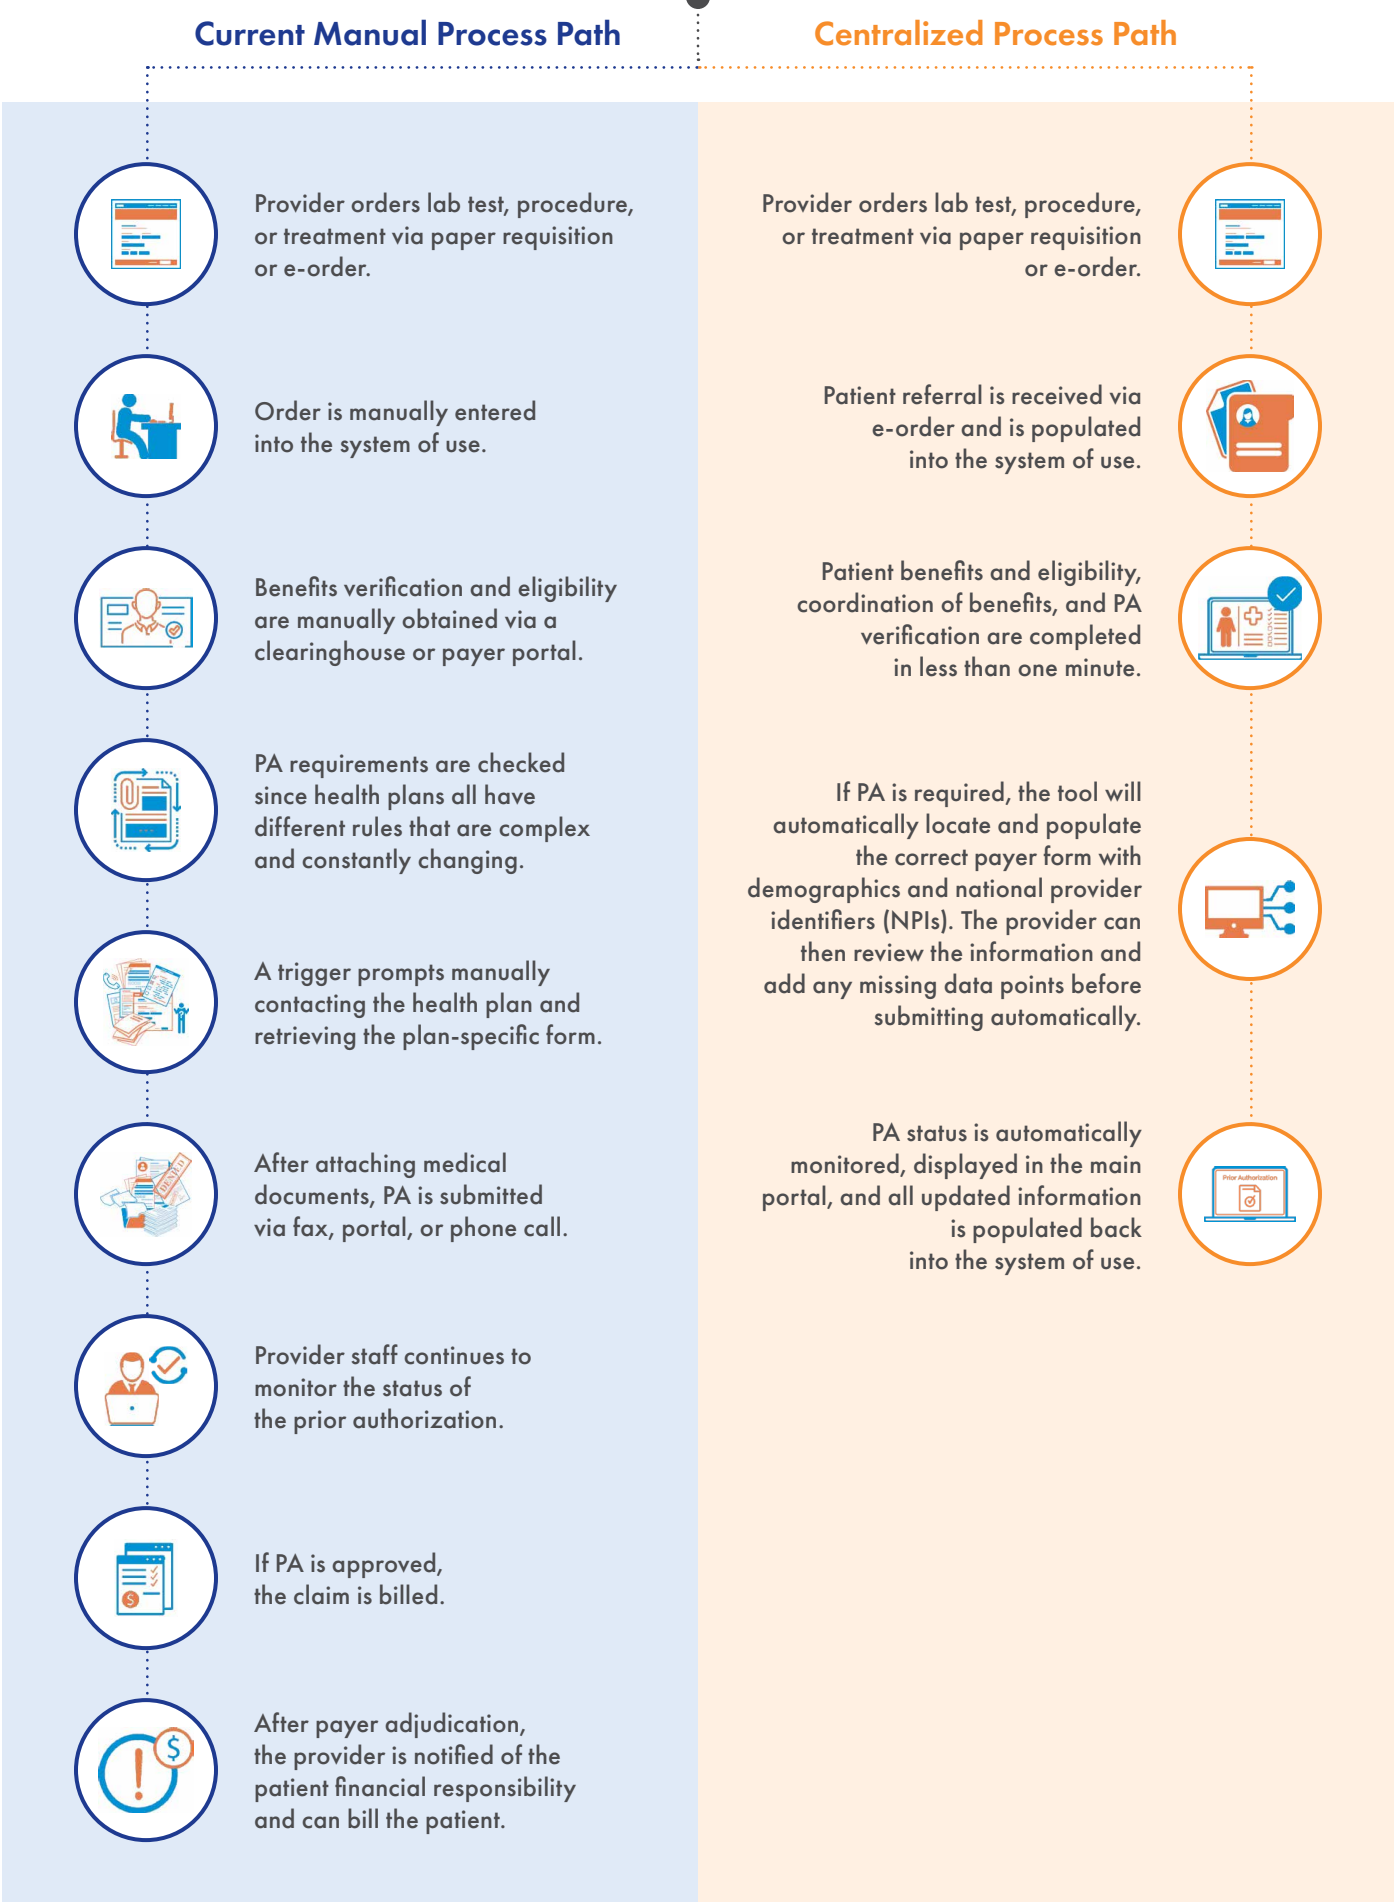 Current Manual Process Path
Provider orders lab test, procedure,
or treatment via paper requisition
or e-order.
Order is manually entered
into the system of use.
Benefits verification and eligibility
are manually obtained via a
clearinghouse or payer portal.
PA requirements are checked
since health plans all have
different rules that are complex
and constantly changing.
A trigger prompts manually
contacting the health plan and
retrieving the plan-specific form.
DENIED
After attaching medical
documents, PA is submitted
via fax, portal, or phone call.
Provider staff continues to
monitor the status of
the prior authorization.
$
If PA is approved,
the claim is billed.
$
After payer adjudication,
the provider is notified of the
patient financial responsibility
and can bill the patient.
Centralized Process Path
Provider orders lab test, procedure,
or treatment via paper requisition
or e-order.
Patient referral is received via
e-order and is populated
into the system of use.
Patient benefits and eligibility,
coordination of benefits, and PA
verification are completed
in less than one minute.
If PA is required, the tool will
automatically locate and populate
the correct payer form with
demographics and national provider
identifiers (NPIs). The provider can
then review the information and
add any missing data points before
submitting automatically.
PA status is automatically
monitored, displayed in the main
portal, and all updated information
is populated back
into the system of use.
Prior Authorization